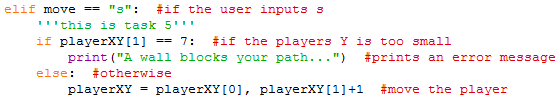 elif move == "s":  #if the user inputs s
    '''this is task 5'''
    if playerXY[1] == 7:  #if the players Y is too small
        print("A wall blocks your path...")  #prints an error message
    else:  #otherwise
        playerXY = playerXY[0], playerXY[1]+1  #move the player